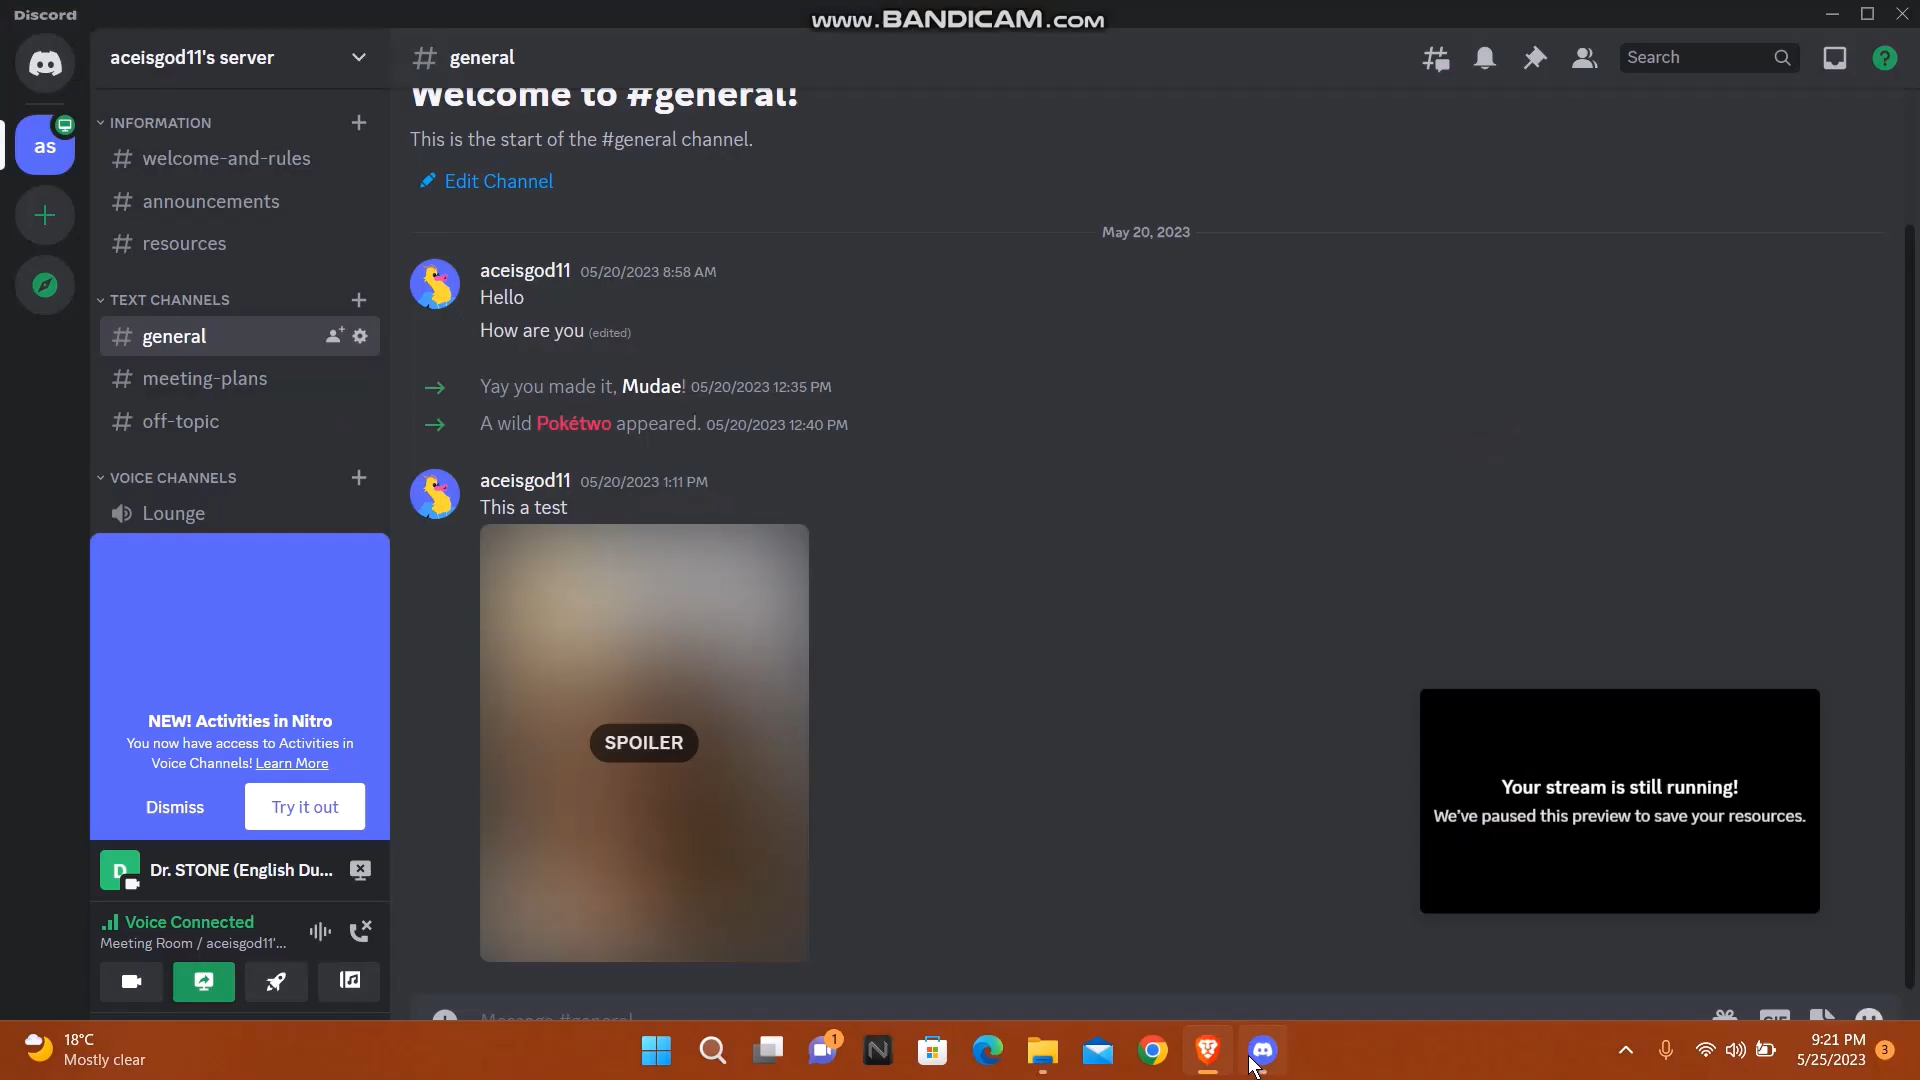 Discord
www.BANDICAM.com
aceisgod11's server
general
Search
as
INFORMATION
welcome-and-rules
announcements
resources
TEXT CHANNELS
general
meeting-plans
off-topic
VOICE CHANNELS
Lounge
NEW! Activities in Nitro
You now have access to Activities in
Voice Channels! Learn More
Dismiss
Try it out
D
Dr. STONE (English Du...
Voice Connected
Meeting Room / aceisgod11'...
Welcome to #general!
This is the start of the #general channel.
Edit Channel
May 20, 2023
aceisgod11 05/20/2023 8:58 AM
Hello
How are you (edited)
Yay you made it, Mudae! 05/20/2023 12:35 PM
A wild Pokétwo appeared. 05/20/2023 12:40 PM
aceisgod11 05/20/2023 1:11 PM
This a test
SPOILER
Your stream is still running!
We've paused this preview to save your resources.
Message #general
GIF
18°C
Mostly clear
1
9:21 PM
5/25/2023
3